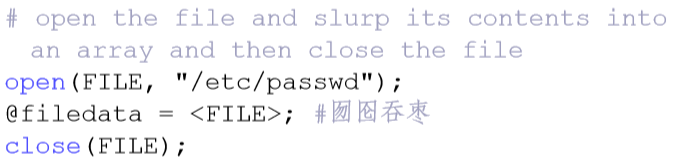 # open the file and slurp its contents into
an array and then close the file
open(FILE, "/etc/passwd");
@filedata = <FILE>; #囫囵吞枣
close(FILE);